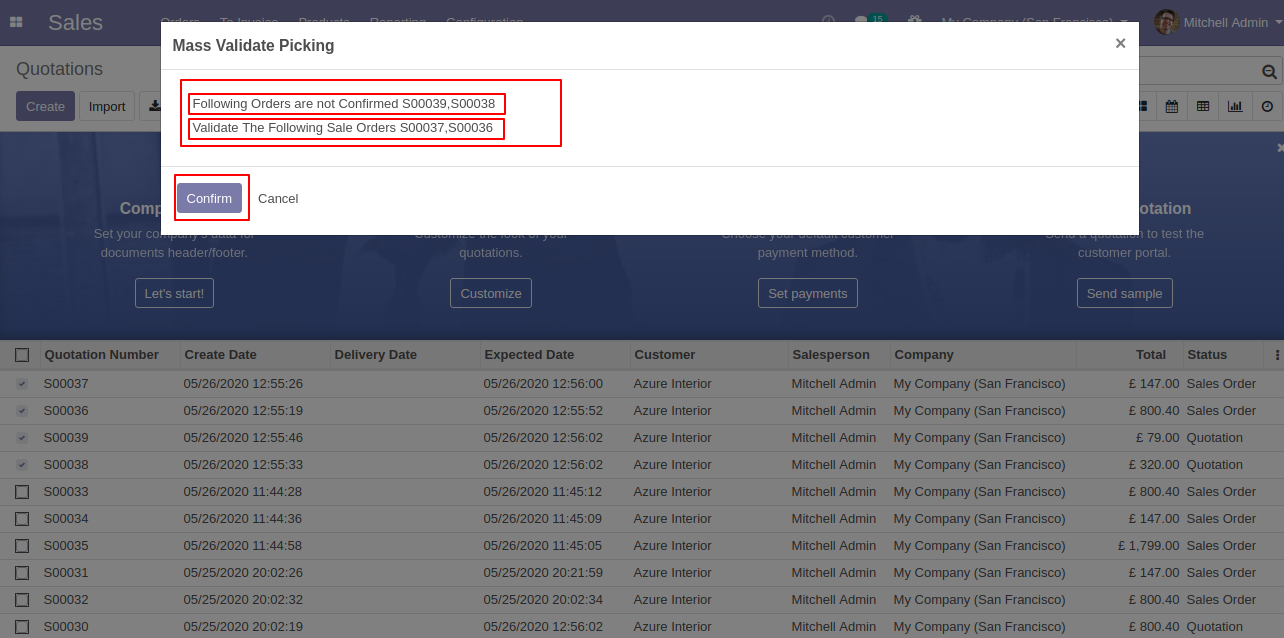 Sales Orders To Invoice Products Reporting Configuration 15 My Company (San Francisco) Mitchell Admin
Mass Validate Picking ×
Quotations
Create Import
Following Orders are not Confirmed S00039,S00038
Validate The Following Sale Orders S00037,S00036
Confirm Cancel
Set your company's data for
documents header/footer.
Let's start!
Customize the look of your
quotations.
Customize
Choose your default customer
payment method.
Set payments
Send a quotation to test the
customer portal.
Send sample
Quotation Number Create Date Delivery Date Expected Date Customer Salesperson Company Total Status
S00037 05/26/2020 12:55:26 05/26/2020 12:56:00 Azure Interior Mitchell Admin My Company (San Francisco) £ 147.00 Sales Order
S00036 05/26/2020 12:55:19 05/26/2020 12:55:52 Azure Interior Mitchell Admin My Company (San Francisco) £ 800.40 Sales Order
S00039 05/26/2020 12:55:46 05/26/2020 12:56:02 Azure Interior Mitchell Admin My Company (San Francisco) £ 79.00 Quotation
S00038 05/26/2020 12:55:33 05/26/2020 12:56:02 Azure Interior Mitchell Admin My Company (San Francisco) £ 320.00 Quotation
S00033 05/26/2020 11:44:28 05/26/2020 11:45:12 Azure Interior Mitchell Admin My Company (San Francisco) £ 800.40 Sales Order
S00034 05/26/2020 11:44:36 05/26/2020 11:45:09 Azure Interior Mitchell Admin My Company (San Francisco) £ 147.00 Sales Order
S00035 05/26/2020 11:44:58 05/26/2020 11:45:05 Azure Interior Mitchell Admin My Company (San Francisco) £ 1,799.00 Sales Order
S00031 05/25/2020 20:02:26 05/25/2020 20:21:59 Azure Interior Mitchell Admin My Company (San Francisco) £ 147.00 Sales Order
S00032 05/25/2020 20:02:32 05/25/2020 20:02:34 Azure Interior Mitchell Admin My Company (San Francisco) £ 800.40 Sales Order
S00030 05/25/2020 20:02:19 05/26/2020 12:56:02 Azure Interior Mitchell Admin My Company (San Francisco) £ 800.40 Quotation